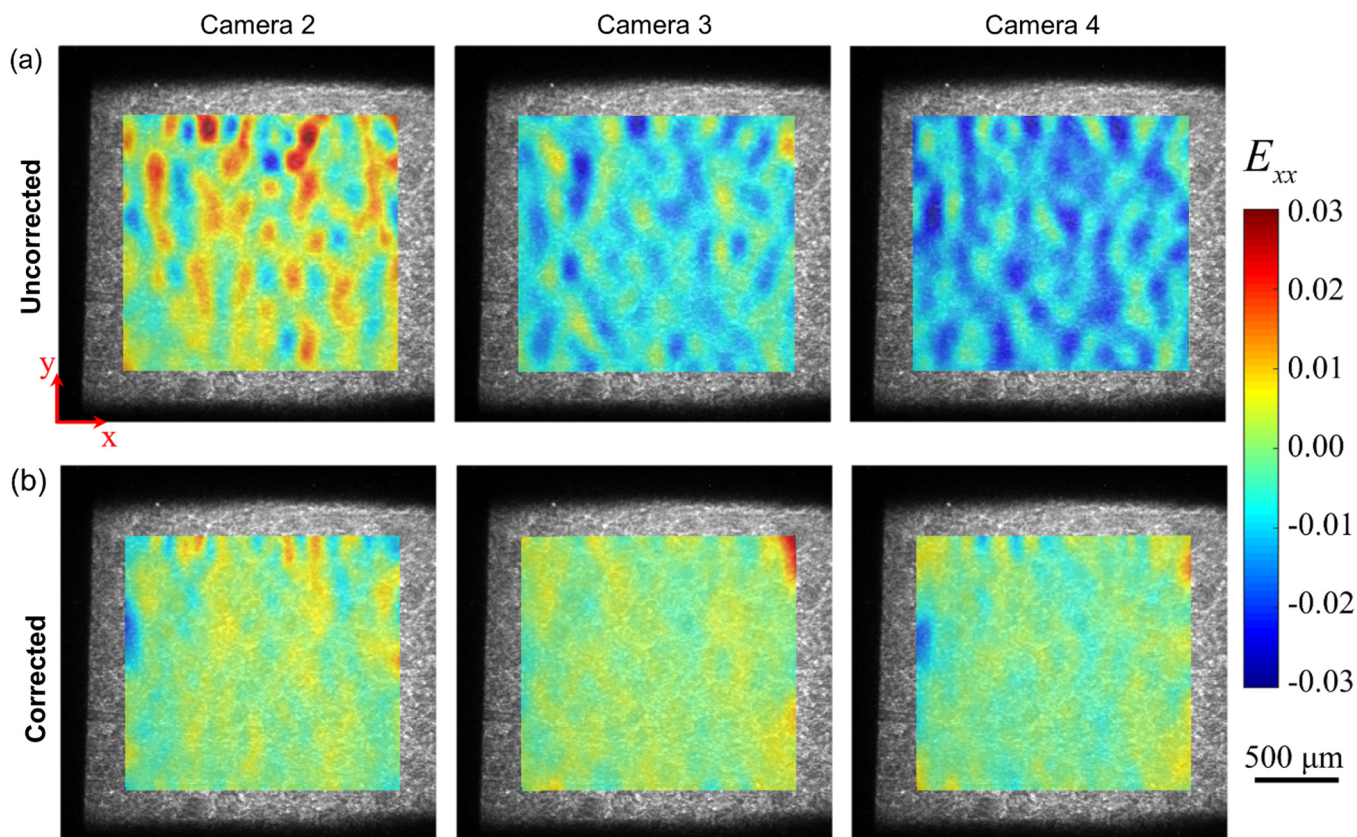 Camera 2
Camera 3
Camera 4
(a)
Uncorrected
y
x
E_xx
0.03
0.02
0.01
0.00
-0.01
-0.02
-0.03
(b)
Corrected
500 μm